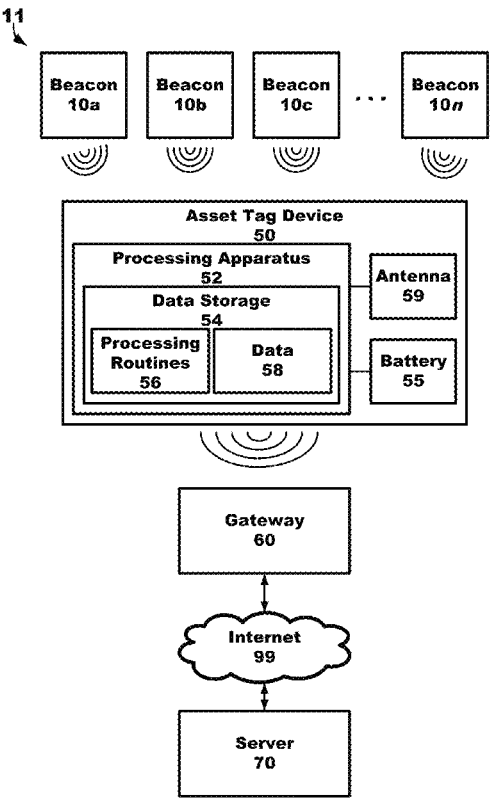 11
Beacon
10a
Beacon
10b
Beacon
10c
...
Beacon
10n
Asset Tag Device
50
Processing Apparatus
52
Data Storage
54
Processing
Routines
56
Data
58
Antenna
59
Battery
55
Gateway
60
Internet
99
Server
70